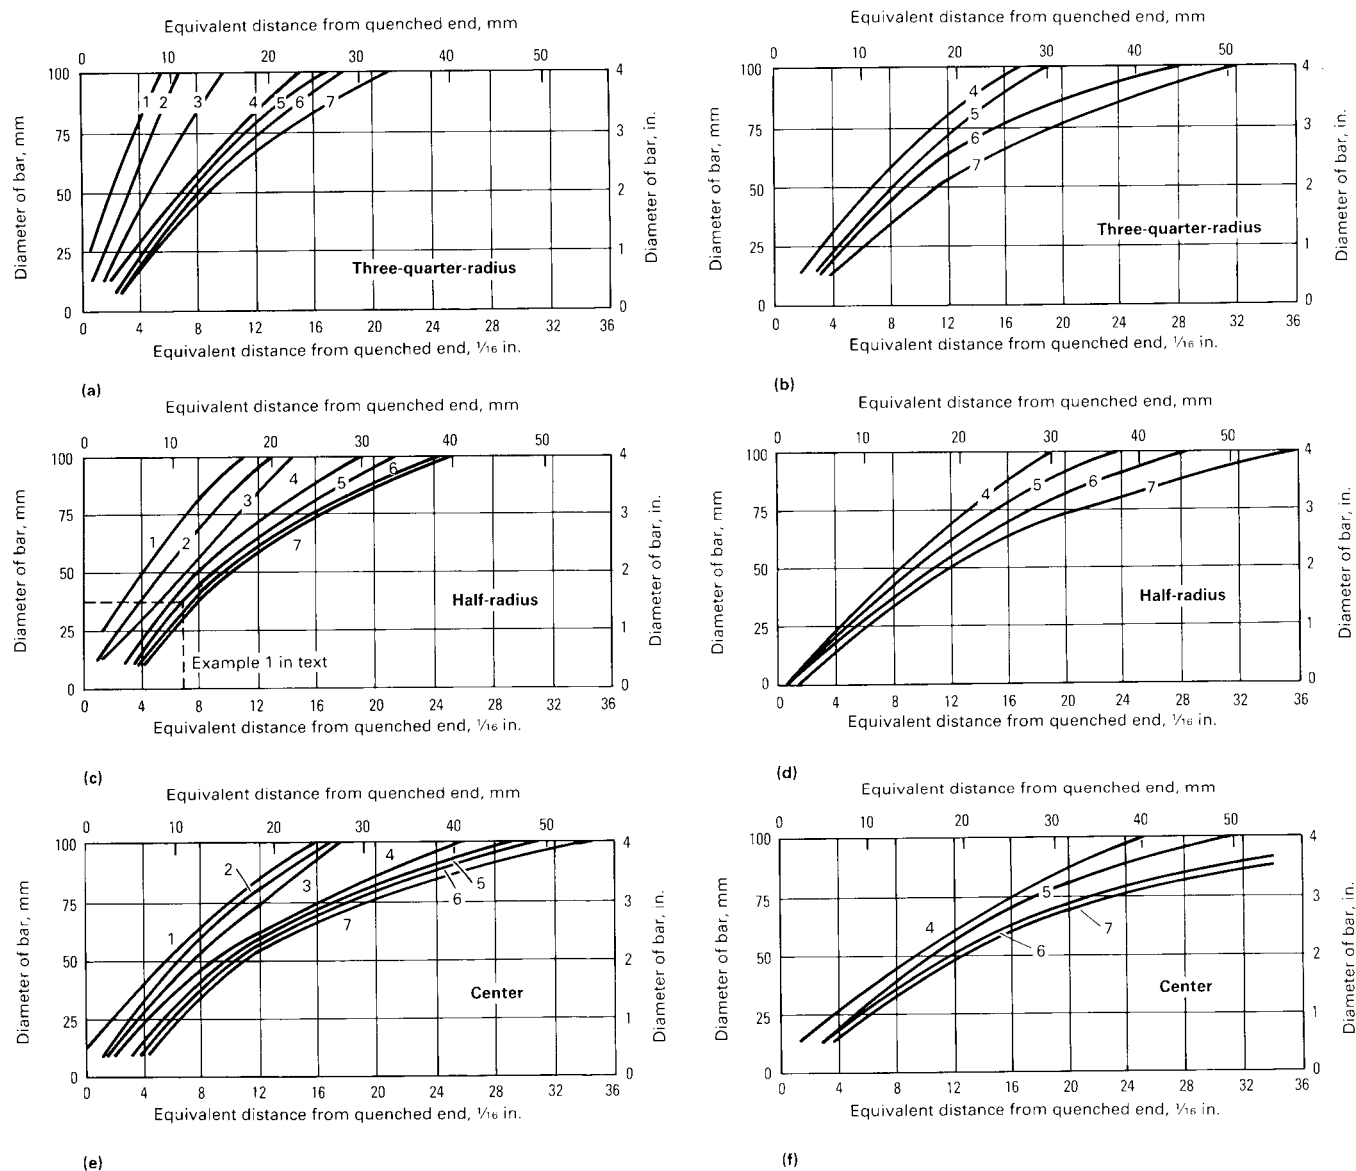 Equivalent distance from quenched end, mm
0 10 20 30 40 50
Diameter of bar, mm
100 75 50 25 0
1 2 3 4 5 6 7
Three-quarter-radius
4 3 2 1 0
Diameter of bar, in.
0 4 8 12 16 20 24 28 32 36
Equivalent distance from quenched end, 1/16 in.
(a)
Equivalent distance from quenched end, mm
0 10 20 30 40 50
Diameter of bar, mm
100 75 50 25 0
4 5 6 7
Three-quarter-radius
4 3 2 1 0
Diameter of bar, in.
0 4 8 12 16 20 24 28 32 36
Equivalent distance from quenched end, 1/16 in.
(b)
Equivalent distance from quenched end, mm
0 10 20 30 40 50
Diameter of bar, mm
100 75 50 25 0
1 2 3 4 5 6 7
Half-radius
Example 1 in text
4 3 2 1 0
Diameter of bar, in.
0 4 8 12 16 20 24 28 32 36
Equivalent distance from quenched end, 1/16 in.
(c)
Equivalent distance from quenched end, mm
0 10 20 30 40 50
Diameter of bar, mm
100 75 50 25 0
4 5 6 7
Half-radius
4 3 2 1 0
Diameter of bar, in.
0 4 8 12 16 20 24 28 32 36
Equivalent distance from quenched end, 1/16 in.
(d)
Equivalent distance from quenched end, mm
0 10 20 30 40 50
Diameter of bar, mm
100 75 50 25 0
1 2 3 4 5 6 7
Center
4 3 2 1 0
Diameter of bar, in.
0 4 8 12 16 20 24 28 32 36
Equivalent distance from quenched end, 1/16 in.
(e)
Equivalent distance from quenched end, mm
0 10 20 30 40 50
Diameter of bar, mm
100 75 50 25 0
4 5 6 7
Center
4 3 2 1 0
Diameter of bar, in.
0 4 8 12 16 20 24 28 32 36
Equivalent distance from quenched end, 1/16 in.
(f)